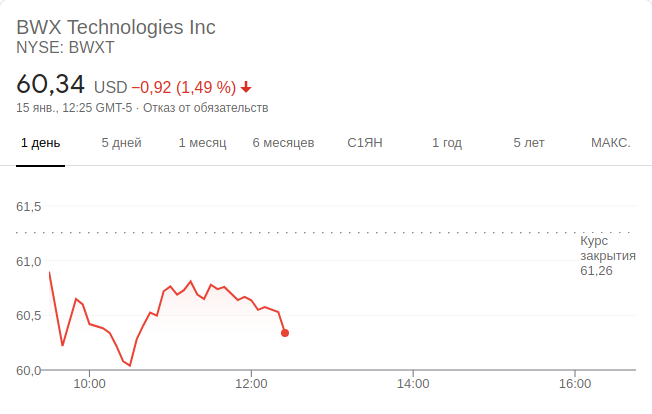 BWX Technologies Inc
NYSE: BWXT
60,34 USD −0,92 (1,49 %)
15 янв., 12:25 GMT-5 · Отказ от обязательств
1 день 5 дней 1 месяц 6 месяцев С1ЯН 1 год 5 лет МАКС.
61,5
Курс
61,0 закрытия
61,26
60,5
60,0
10:00 12:00 14:00 16:00